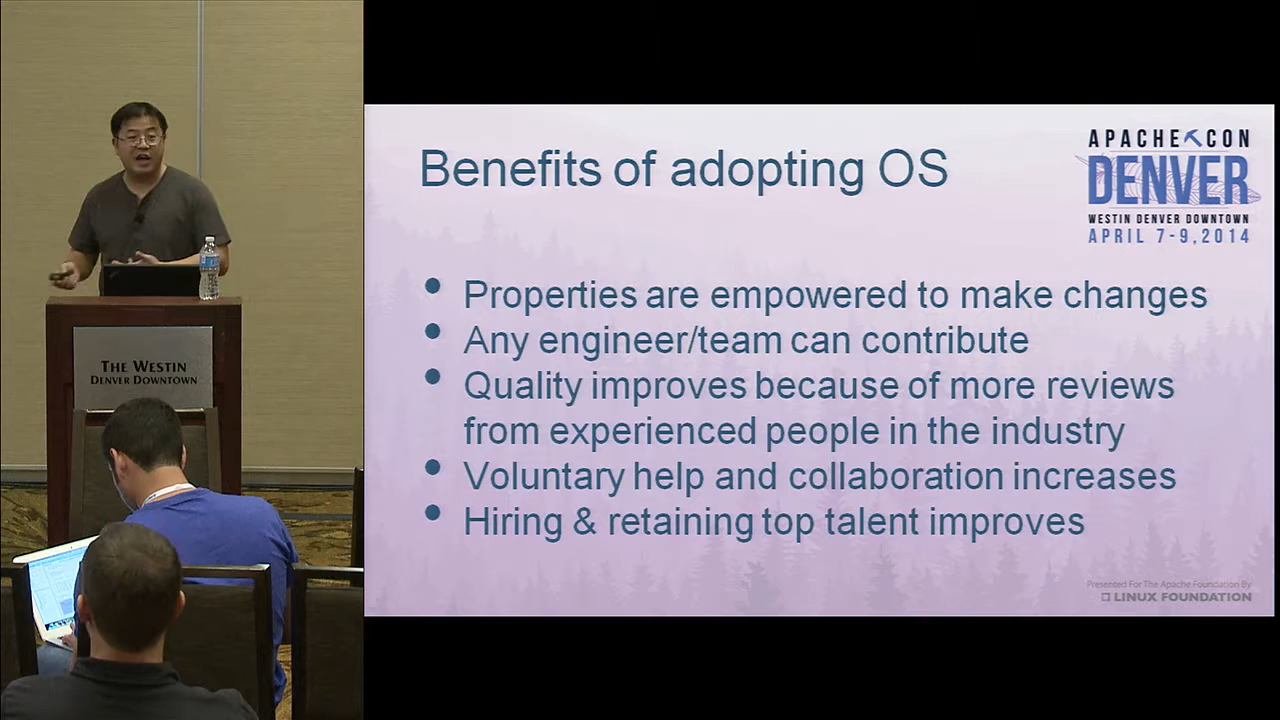 THE WESTIN
DENVER DOWNTOWN
Benefits of adopting OS
APACHE CON
DENVER
WESTIN DENVER DOWNTOWN
APRIL 7-9, 2014
• Properties are empowered to make changes
• Any engineer/team can contribute
• Quality improves because of more reviews
from experienced people in the industry
• Voluntary help and collaboration increases
• Hiring & retaining top talent improves
Presented For The Apache Foundation By
LINUX FOUNDATION